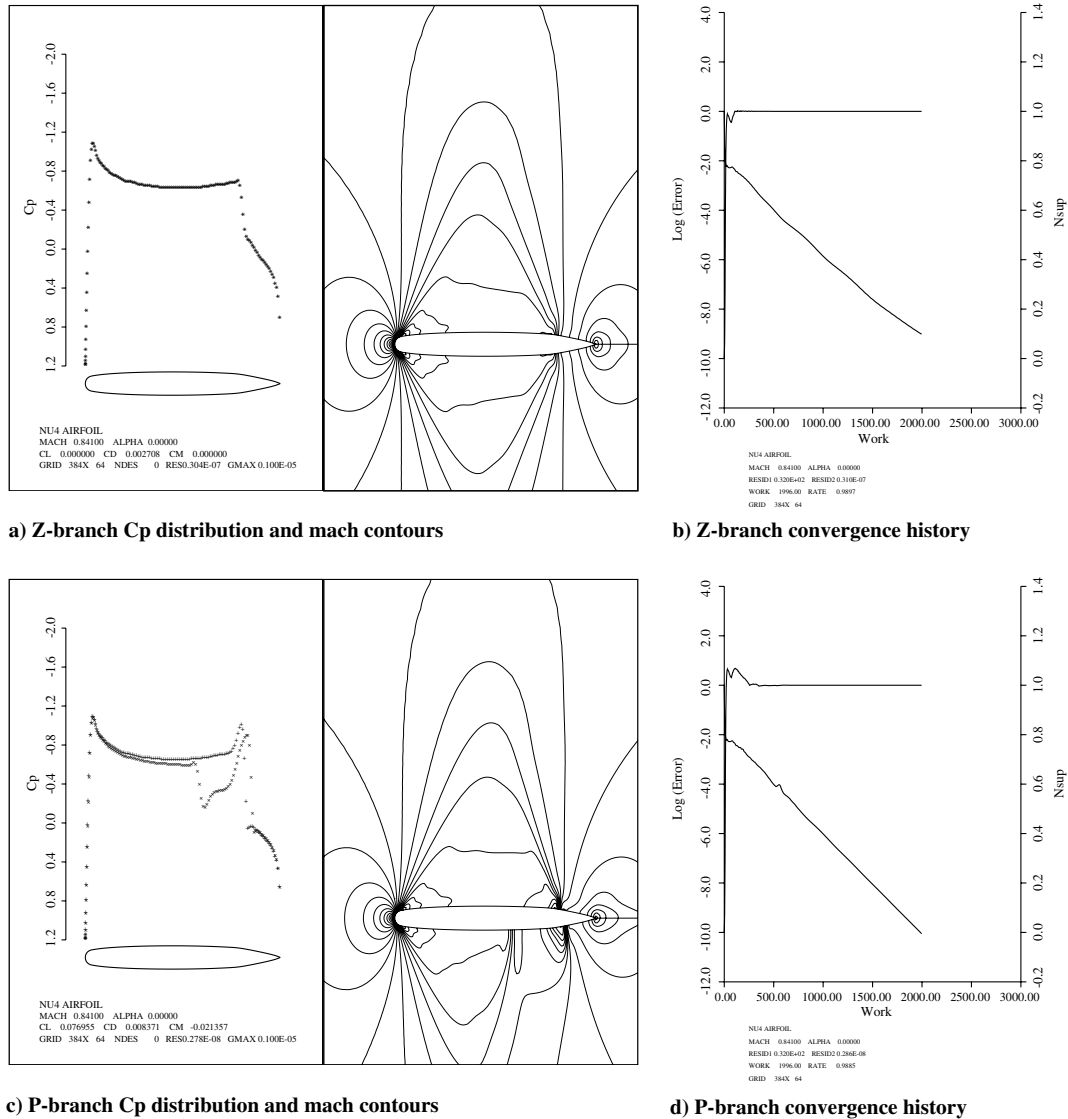 -2.0
-1.6
-1.2
-0.8
-0.4
0.0
0.4
0.8
1.2
Cp
NU4 AIRFOIL
MACH 0.84100 ALPHA 0.00000
CL 0.000000 CD 0.002708 CM 0.000000
GRID 384X 64 NDES 0 RES0.304E-07 GMAX 0.100E-05
a) Z-branch Cp distribution and mach contours
4.0
2.0
0.0
-2.0
-4.0
-6.0
-8.0
-10.0
-12.0
Log (Error)
1.4
1.2
1.0
0.8
0.6
0.4
0.2
0.0
-0.2
Nsup
0.00 500.00 1000.00 1500.00 2000.00 2500.00 3000.00
Work
NU4 AIRFOIL
MACH 0.84100 ALPHA 0.00000
RESID1 0.320E+02 RESID2 0.310E-07
WORK 1996.00 RATE 0.9897
GRID 384X 64
b) Z-branch convergence history
-2.0
-1.6
-1.2
-0.8
-0.4
0.0
0.4
0.8
1.2
Cp
NU4 AIRFOIL
MACH 0.84100 ALPHA 0.00000
CL 0.076955 CD 0.008371 CM -0.021357
GRID 384X 64 NDES 0 RES0.278E-08 GMAX 0.100E-05
c) P-branch Cp distribution and mach contours
4.0
2.0
0.0
-2.0
-4.0
-6.0
-8.0
-10.0
-12.0
Log (Error)
1.4
1.2
1.0
0.8
0.6
0.4
0.2
0.0
-0.2
Nsup
0.00 500.00 1000.00 1500.00 2000.00 2500.00 3000.00
Work
NU4 AIRFOIL
MACH 0.84100 ALPHA 0.00000
RESID1 0.320E+02 RESID2 0.286E-08
WORK 1996.00 RATE 0.9885
GRID 384X 64
d) P-branch convergence history